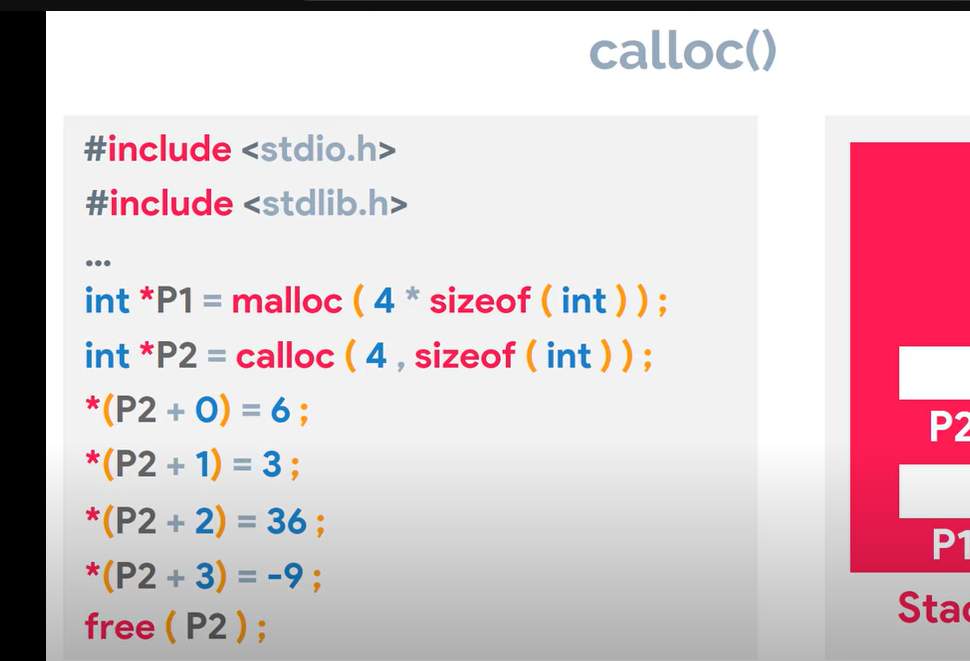 calloc()
#include <stdio.h>
#include <stdlib.h>
...
int *P1 = malloc ( 4 * sizeof ( int ) ) ;
int *P2 = calloc ( 4 , sizeof ( int ) ) ;
*(P2 + 0) = 6 ;
*(P2 + 1) = 3 ;
*(P2 + 2) = 36 ;
*(P2 + 3) = -9 ;
free ( P2 ) ;
P2
P1